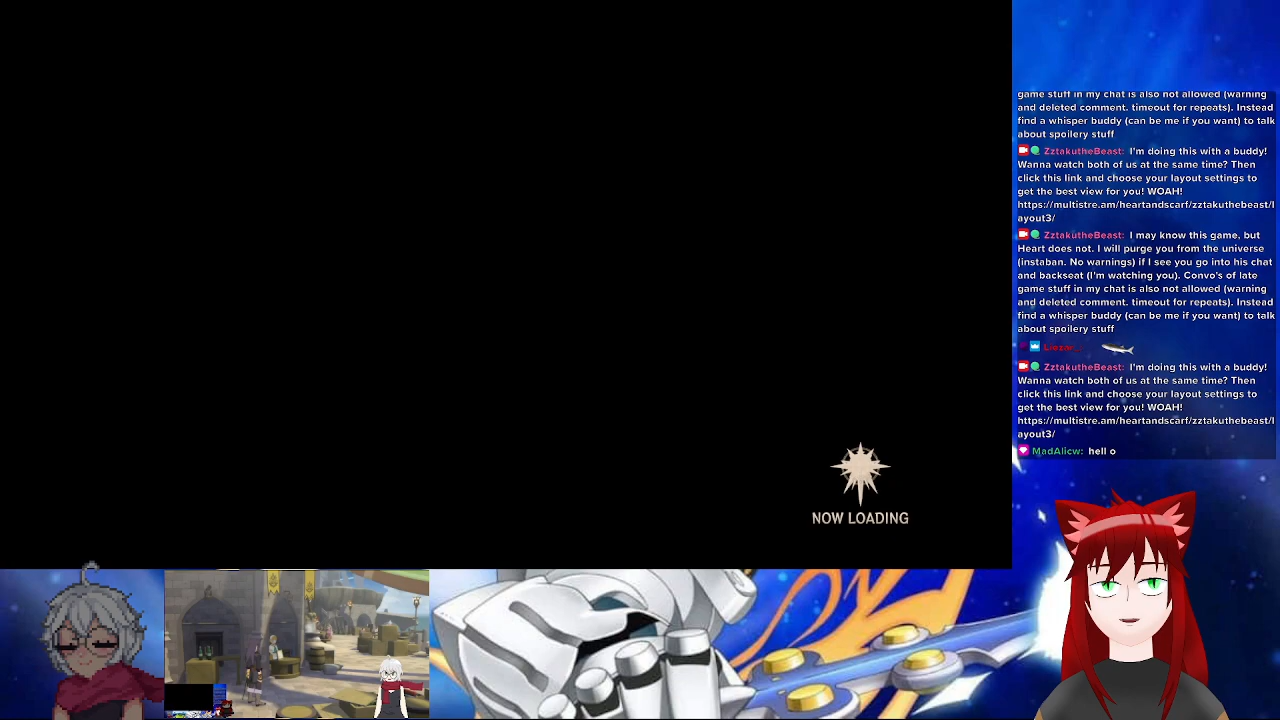 game stuff in my chat is also not allowed (warning
and deleted comment. timeout for repeats). Instead
find a whisper buddy (can be me if you want) to talk
about spoilery stuff
ZztakutheBeast: I'm doing this with a buddy!
Wanna watch both of us at the same time? Then
click this link and choose your layout settings to
get the best view for you! WOAH!
https://multistre.am/heartandscarf/zztakuthebeast/l
ayout3/
ZztakutheBeast: I may know this game, but
Heart does not. I will purge you from the universe
(instaban. No warnings) if I see you go into his chat
and backseat (I'm watching you). Convo's of late
game stuff in my chat is also not allowed (warning
and deleted comment. timeout for repeats). Instead
find a whisper buddy (can be me if you want) to talk
about spoilery stuff
ZztakutheBeast: I'm doing this with a buddy!
Wanna watch both of us at the same time? Then
click this link and choose your layout settings to
get the best view for you! WOAH!
https://multistre.am/heartandscarf/zztakuthebeast/l
ayout3/
MadAlicw: hell o
NOW LOADING